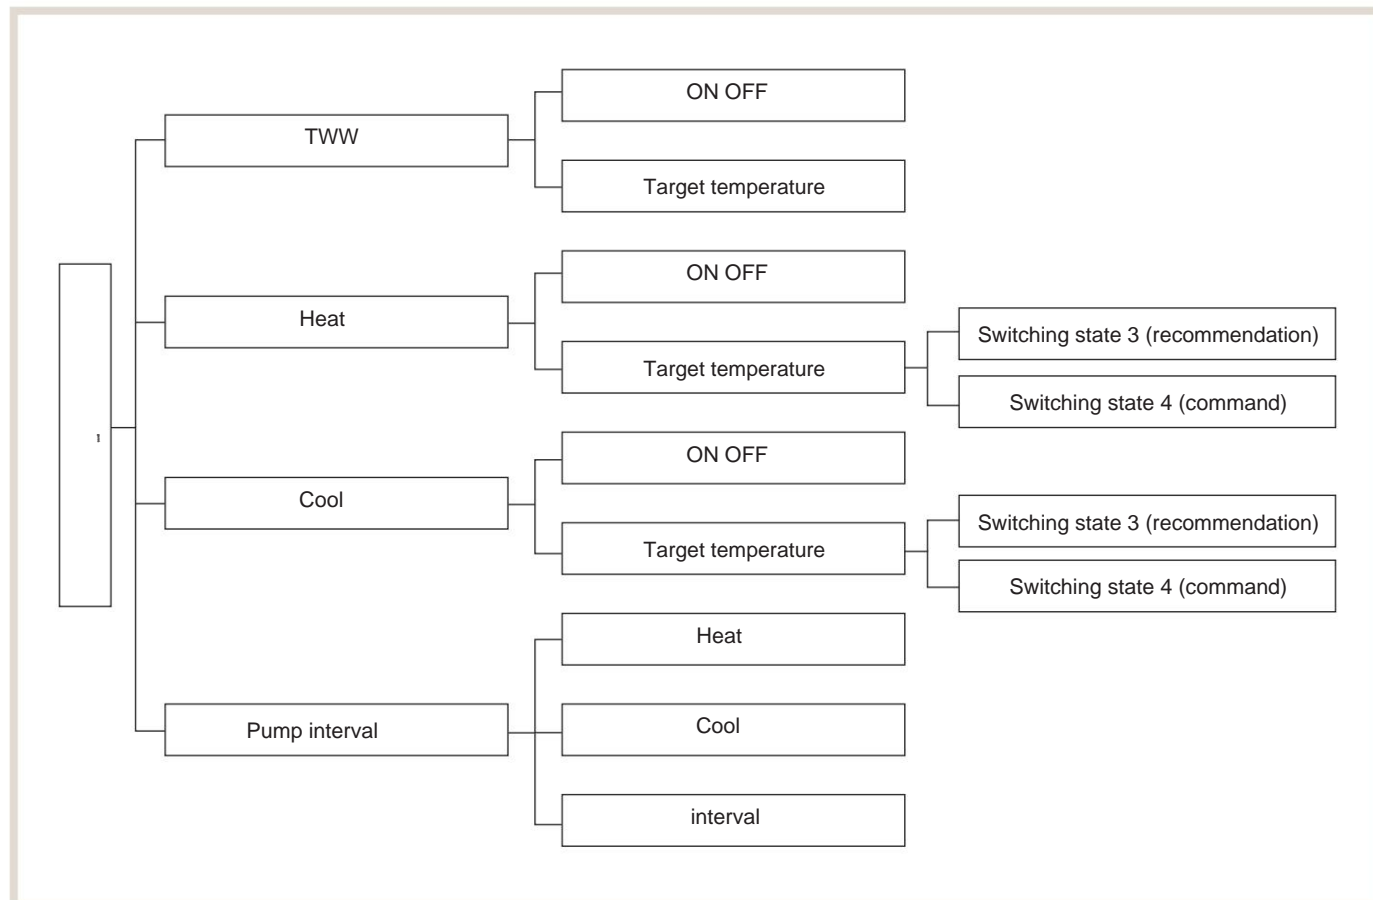 ON OFF
TWW
Target temperature
ON OFF
Heat
Switching state 3 (recommendation)
Target temperature
Switching state 4 (command)
ON OFF
Cool
Switching state 3 (recommendation)
Target temperature
Switching state 4 (command)
Heat
Pump interval
Cool
interval